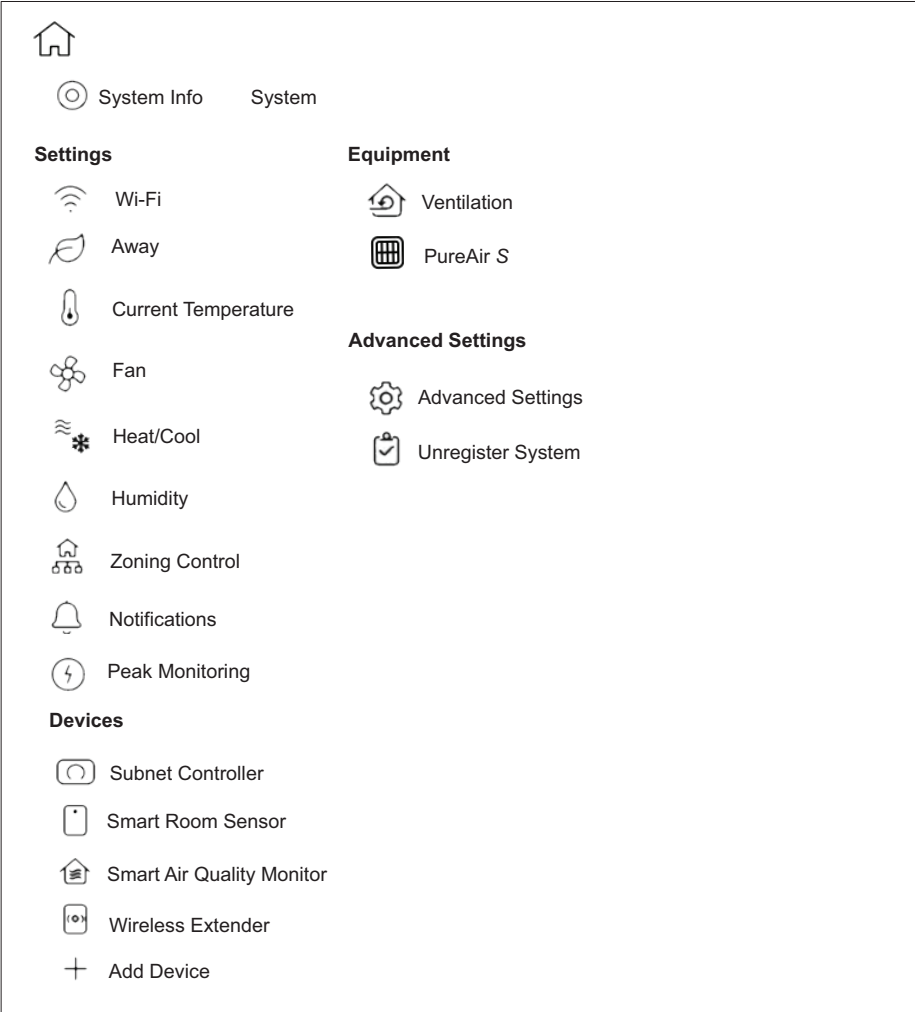 System Info System
Settings
Wi-Fi
Away
Current Temperature
Fan
Heat/Cool
Humidity
Zoning Control
Notifications
Peak Monitoring
Devices
Subnet Controller
Smart Room Sensor
Smart Air Quality Monitor
Wireless Extender
Add Device
Equipment
Ventilation
PureAir S
Advanced Settings
Advanced Settings
Unregister System